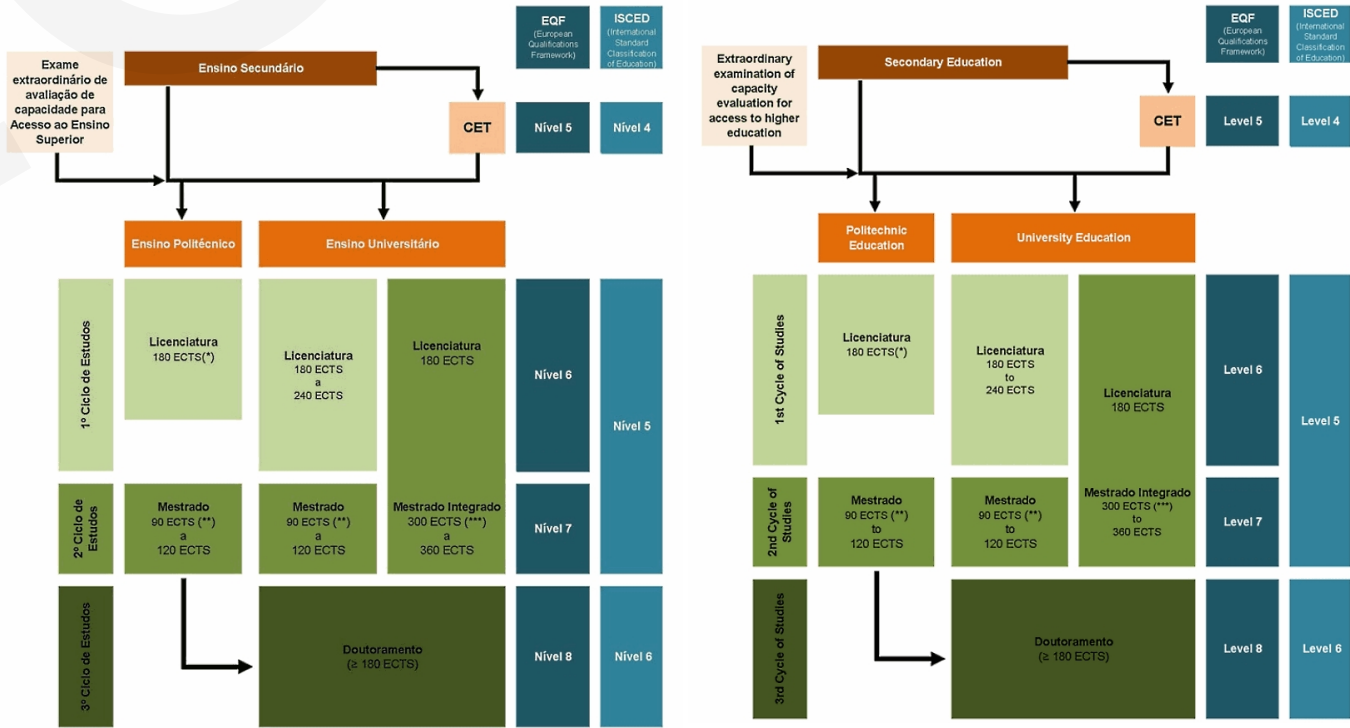 EQF
(European
Qualifications
Framework)
ISCED
(International
Standard
Classification
of Education)
Exame
extraordinário de
avaliação de
capacidade para
Acesso ao Ensino
Superior
Ensino Secundário
CET
Nível 5
Nível 4
Ensino Politécnico
Ensino Universitário
1º Ciclo de Estudos
Licenciatura
180 ECTS(*)
Licenciatura
180 ECTS
a
240 ECTS
Licenciatura
180 ECTS
Nível 6
Nível 5
2º Ciclo de
Estudos
Mestrado
90 ECTS (**)
a
120 ECTS
Mestrado
90 ECTS (**)
a
120 ECTS
Mestrado Integrado
300 ECTS (***)
a
360 ECTS
Nível 7
3º Ciclo de Estudos
Doutoramento
(≥ 180 ECTS)
Nível 8
Nível 6
EQF
(European
Qualifications
Framework)
ISCED
(International
Standard
Classification
of Education)
Extraordinary
examination of
capacity
evaluation for
access to higher
education
Secondary Education
CET
Level 5
Level 4
Politechnic
Education
University Education
1st Cycle of Studies
Licenciatura
180 ECTS(*)
Licenciatura
180 ECTS
to
240 ECTS
Licenciatura
180 ECTS
Level 6
Level 5
2nd Cycle of
Studies
Mestrado
90 ECTS (**)
to
120 ECTS
Mestrado
90 ECTS (**)
to
120 ECTS
Mestrado Integrado
300 ECTS (***)
to
360 ECTS
Level 7
3rd Cycle of Studies
Doutoramento
(≥ 180 ECTS)
Level 8
Level 6